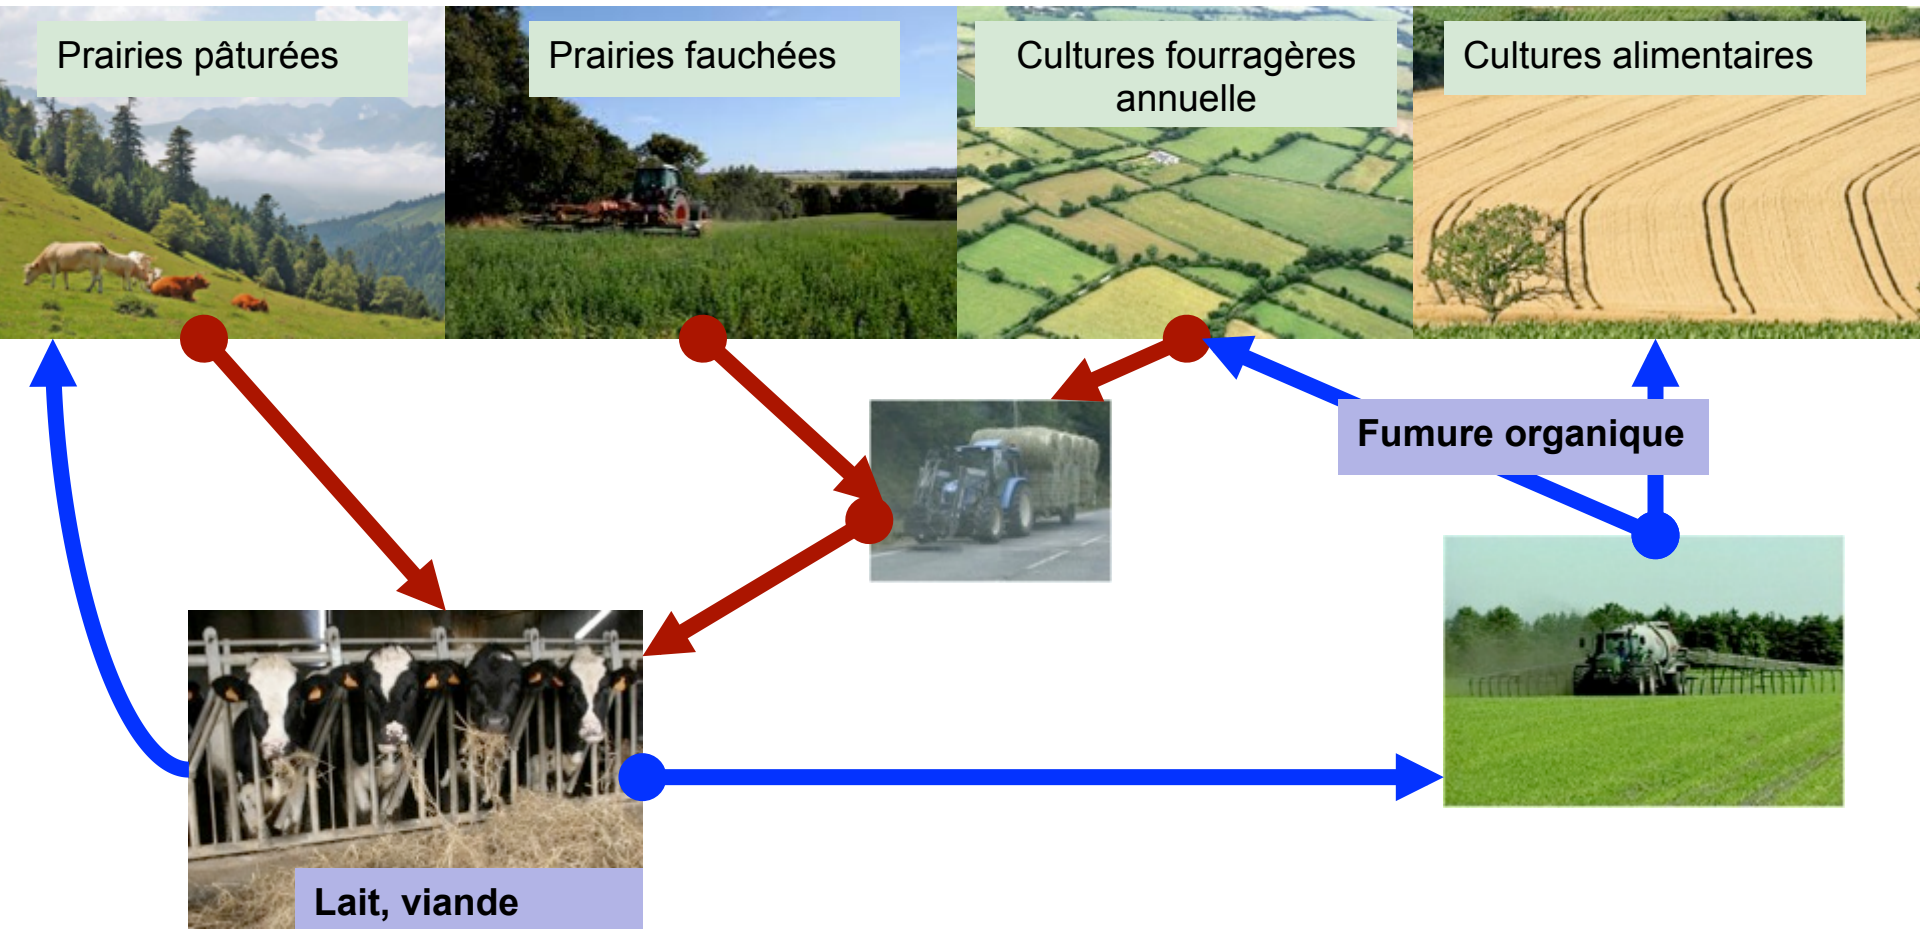 Prairies pâturées
Prairies fauchées
Cultures fourragères
annuelle
Cultures alimentaires
Fumure organique
Lait, viande